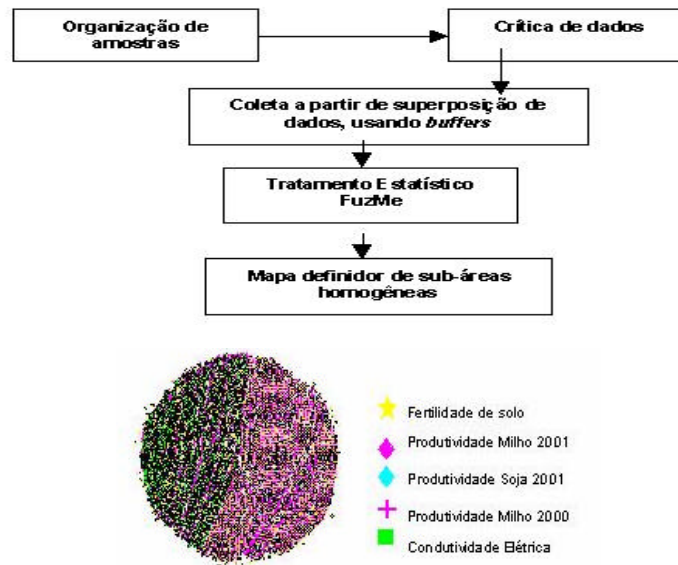 Organização de
amostras
Crítica de dados
Coleta a partir de superposição de
dados, usando buffers
Tratamento Estatístico
FuzMe
Mapa definidor de sub-áreas
homogêneas
Fertilidade de solo
Produtividade Milho 2001
Produtividade Soja 2001
Produtividade Milho 2000
Condutividade Elétrica